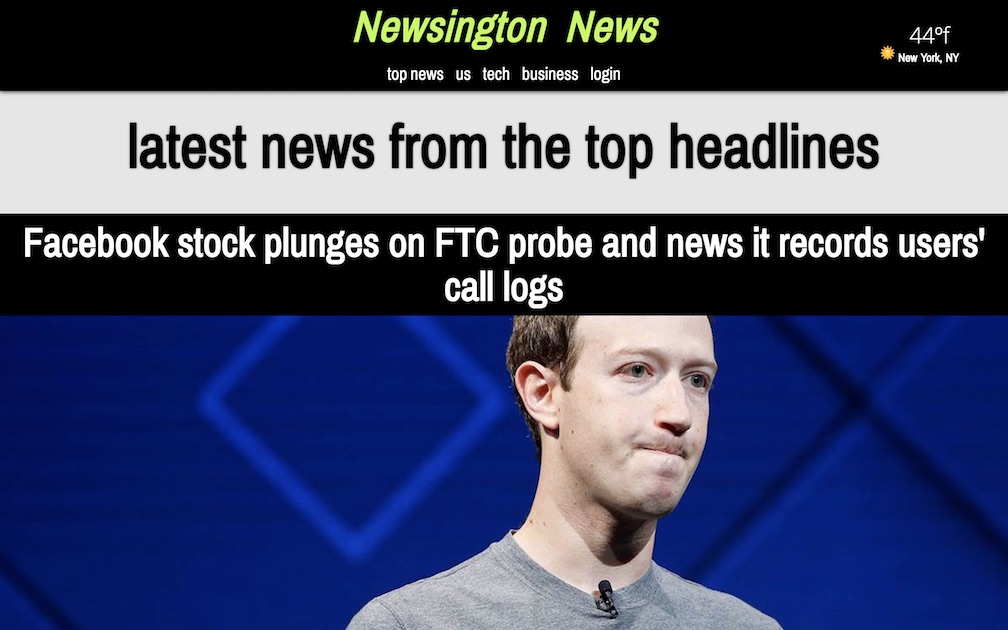 Newsington News
44°f
New York, NY
top news us tech business login
latest news from the top headlines
Facebook stock plunges on FTC probe and news it records users'
call logs